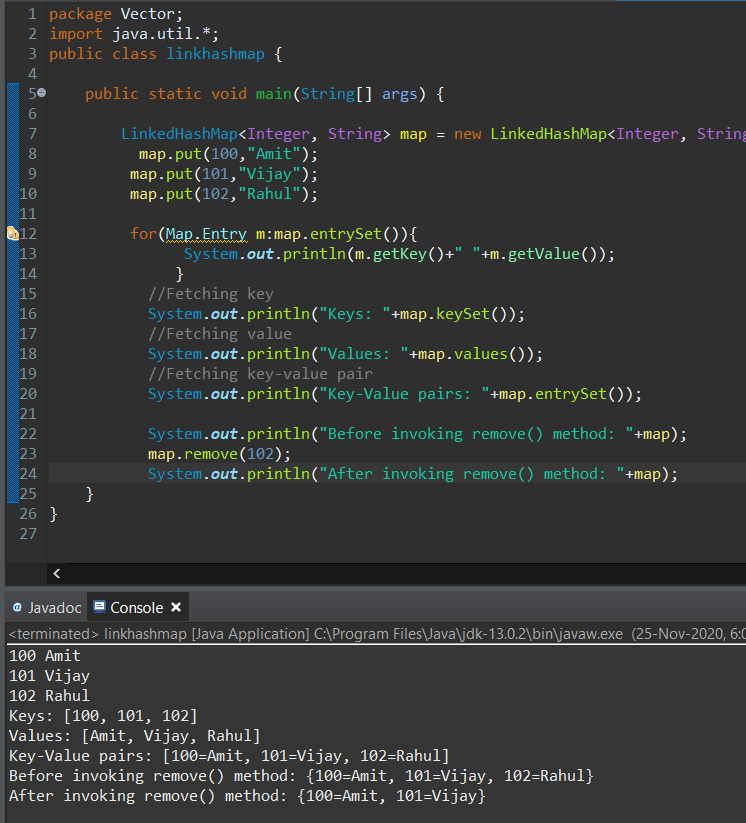 1 package Vector;
2 import java.util.*;
3 public class linkhashmap {
4
5 public static void main(String[] args) {
6
7 LinkedHashMap<Integer, String> map = new LinkedHashMap<Integer, String
8 map.put(100,"Amit");
9 map.put(101,"Vijay");
10 map.put(102,"Rahul");
11
12 for(Map.Entry m:map.entrySet()){
13 System.out.println(m.getKey()+" "+m.getValue());
14 }
15 //Fetching key
16 System.out.println("Keys: "+map.keySet());
17 //Fetching value
18 System.out.println("Values: "+map.values());
19 //Fetching key-value pair
20 System.out.println("Key-Value pairs: "+map.entrySet());
21
22 System.out.println("Before invoking remove() method: "+map);
23 map.remove(102);
24 System.out.println("After invoking remove() method: "+map);
25 }
26 }
27
@ Javadoc Console
<terminated> linkhashmap [Java Application] C:\Program Files\Java\jdk-13.0.2\bin\javaw.exe (25-Nov-2020, 6:0
100 Amit
101 Vijay
102 Rahul
Keys: [100, 101, 102]
Values: [Amit, Vijay, Rahul]
Key-Value pairs: [100=Amit, 101=Vijay, 102=Rahul]
Before invoking remove() method: {100=Amit, 101=Vijay, 102=Rahul}
After invoking remove() method: {100=Amit, 101=Vijay}